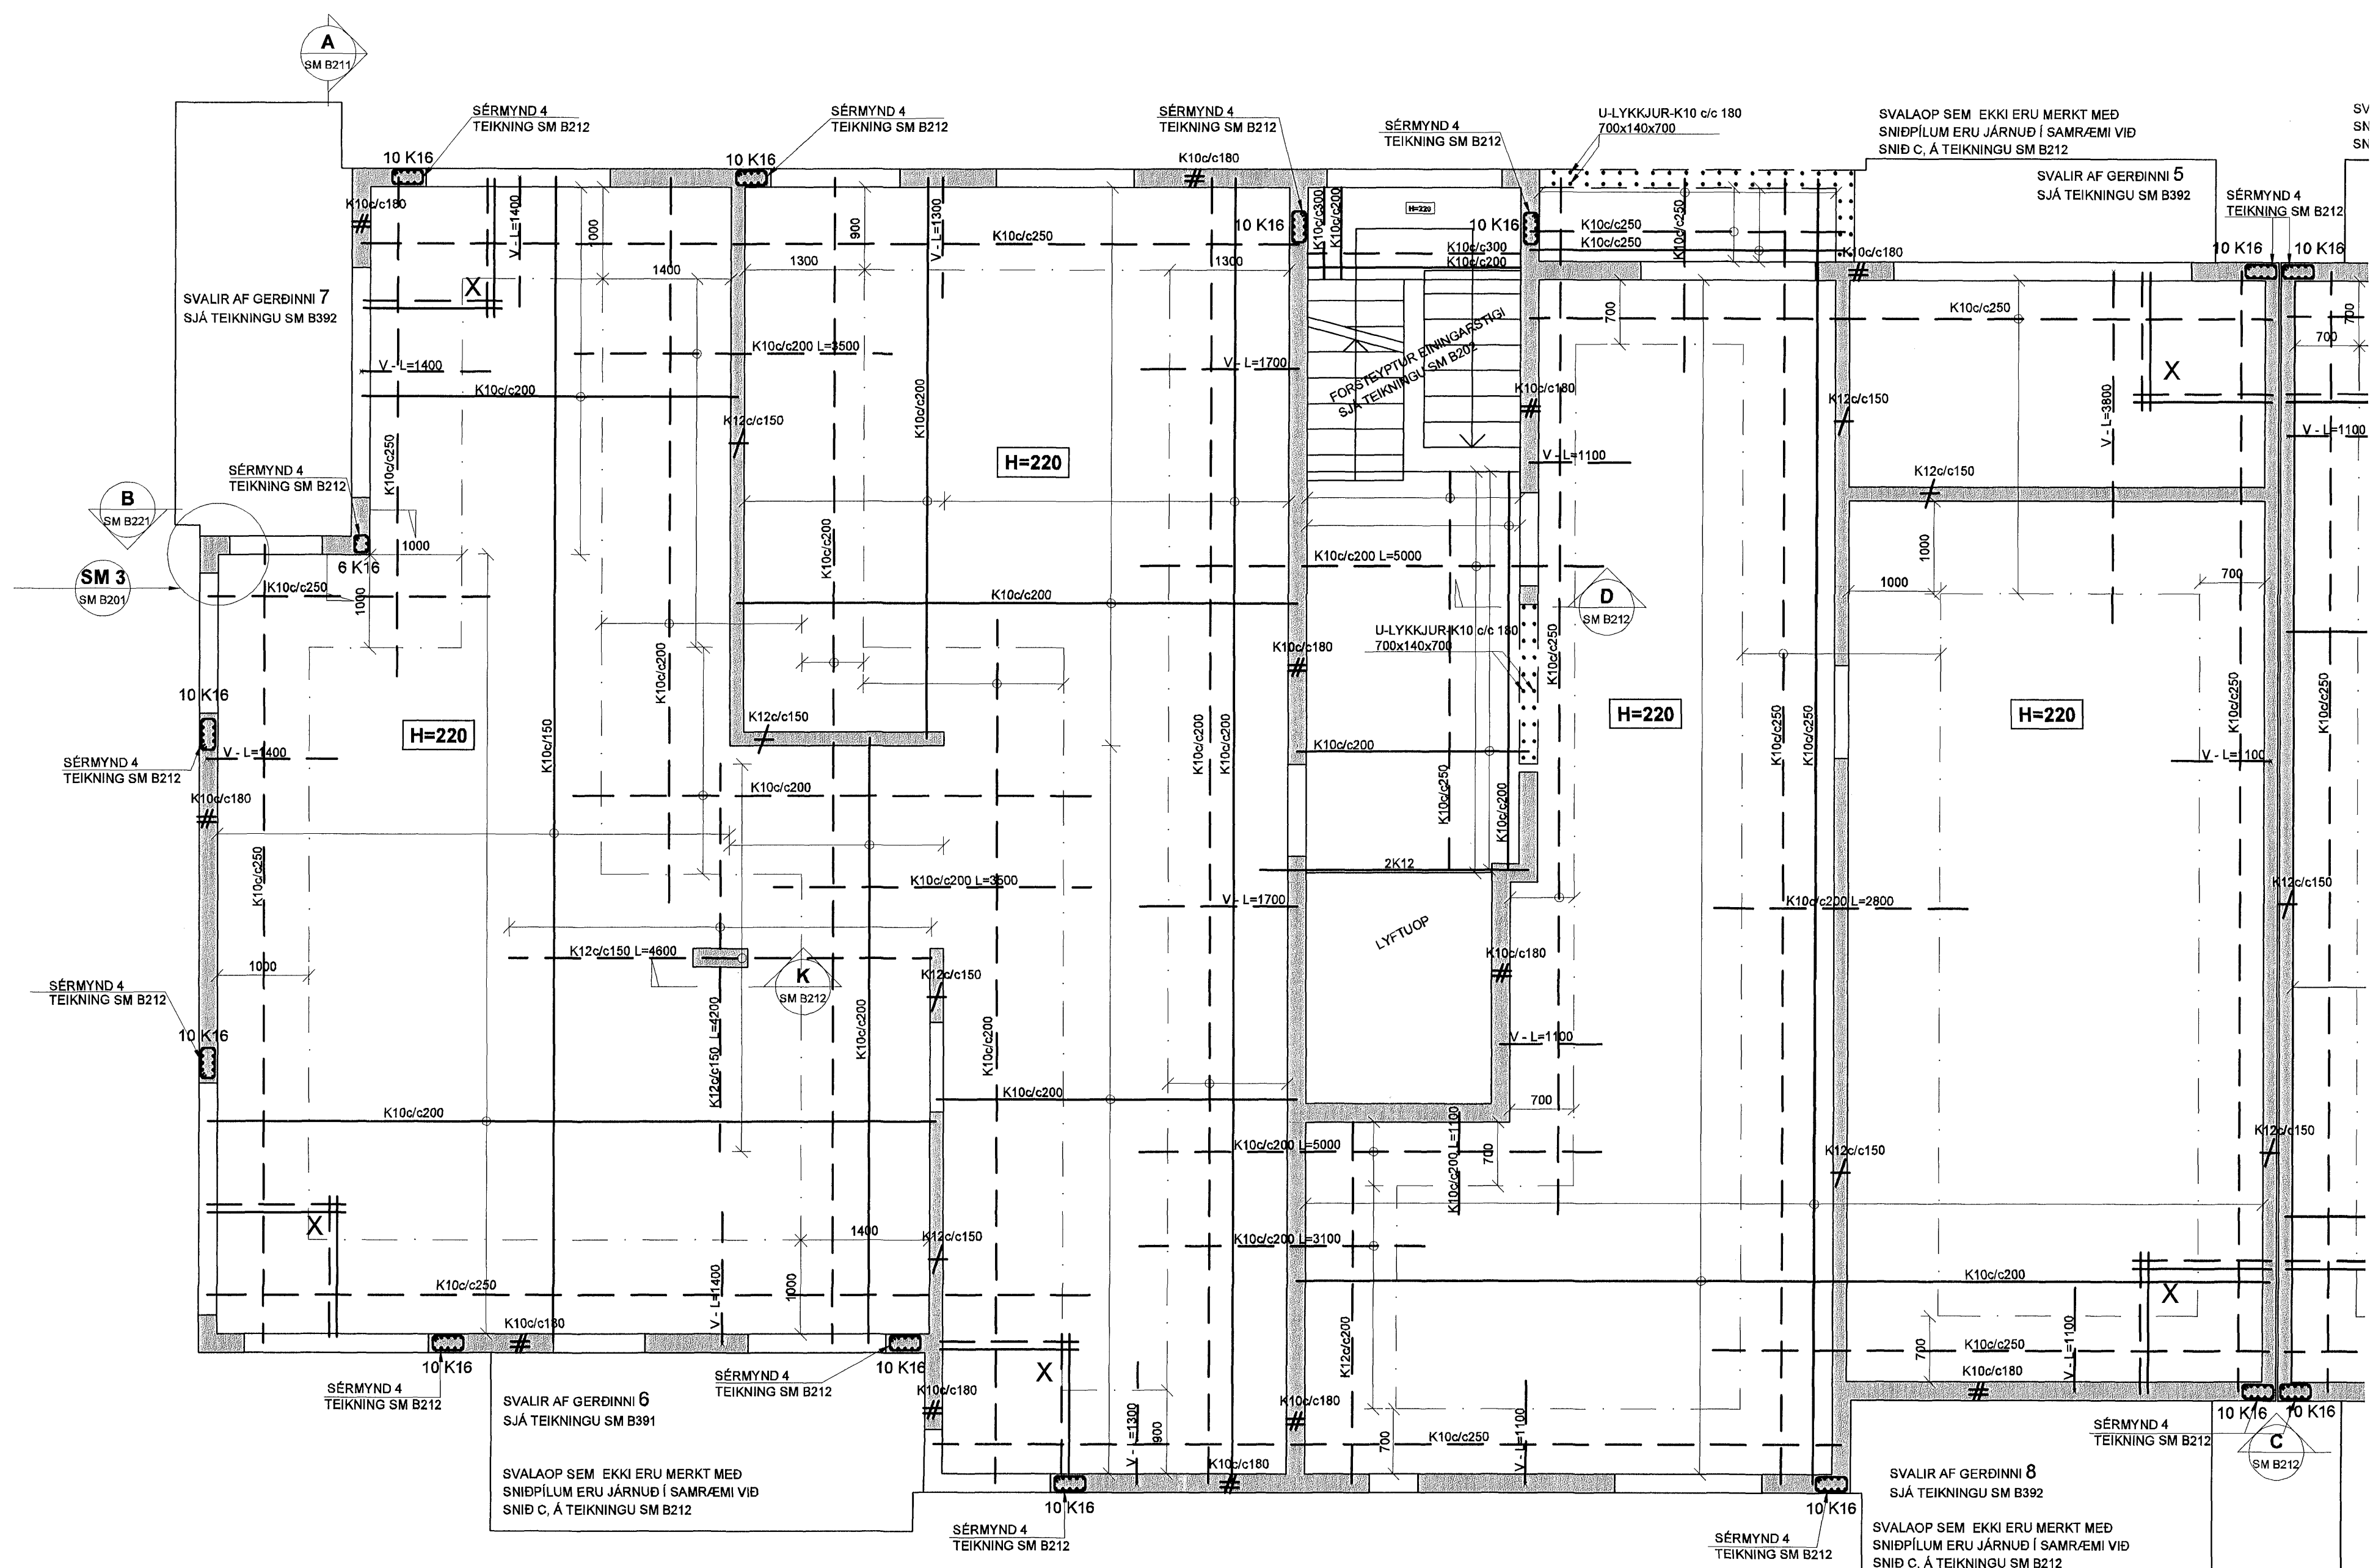 A
SM B211
SÉRMYND 4
TEIKNING SM B212
SÉRMYND 4
TEIKNING SM B212
SÉRMYND 4
TEIKNING SM B212
SÉRMYND 4
TEIKNING SM B212
U-LYKKJUR-K10 c/c 180
700x140x700
SVALAOP SEM EKKI ERU MERKT MEÐ
SNIÐPÍLUM ERU JÁRNUÐ Í SAMRÆMI VIÐ
SNIÐ C, Á TEIKNINGU SM B212
SVALIR AF GERÐINNI 5
SJÁ TEIKNINGU SM B392
SÉRMYND 4
TEIKNING SM B212
10 K16
10 K16
K10c/c180
10 K16
10 K16
10 K16
10 K16
K10c/c180
V - L=1400
1000
900
V - L=1300
K10c/c250
K10c/c300
K10c/c200
H=220
K10c/c300
K10c/c200
K10c/c250
K10c/c250
K10c/c250
K10c/c180
1400
1300
1300
X
SVALIR AF GERÐINNI 7
SJÁ TEIKNINGU SM B392
K10c/c250
700
700
700
K10c/c200 L=3500
V - L=1400
K10c/c200
V - L=1700
FORSTEYPTUR EININGARSTIGI
SJÁ TEIKNINGU SM B202
K10c/c180
X
K12c/c150
V - L=3800
V - L=1100
K12c/c150
K10c/c200
K10c/c250
H=220
V - L=1100
K12c/c150
SÉRMYND 4
TEIKNING SM B212
B
SM B221
1000
6 K16
SM 3
SM B201
K10c/c250
1000
K10c/c200
K10c/c200 L=5000
K10c/c200
D
SM B212
1000
1000
700
U-LYKKJUR-K10 c/c 180
700x140x700
K10c/c180
K10c/c250
K10c/c200
10 K16
H=220
K12c/c150
H=220
H=220
K10c/c250
K10c/c250
K10c/150
K10c/c200
K10c/c200
K10c/c250
K10c/c250
V - L=1400
SÉRMYND 4
TEIKNING SM B212
K10c/c200
V - L=1100
K10c/c180
K10c/c200
K10c/c250
K10c/c200
K10c/c250
2K12
K10c/c200 L=3500
V - L=1700
K10c/c200 L=2800
K12c/c150
LYFTUOP
K12c/c150 L=4600
K
SM B212
K12c/c150
K10c/c180
1000
SÉRMYND 4
TEIKNING SM B212
10 K16
K12c/c150 L=4200
K10c/c200
K10c/c200
V - L=1100
K10c/c200
K10c/c200
700
K10c/c200 L=5000
K10c/c200 L=1100
700
K12c/c150
K12c/c150
X
1400
K12c/c150
K10c/c200 L=3100
K10c/c250
V - L=1400
1000
K10c/c200
X
K10c/c180
K12c/c200
V - L=1100
K10c/c250
700
K10c/c180
10 K16
10 K16
X
SÉRMYND 4
TEIKNING SM B212
SÉRMYND 4
TEIKNING SM B212
K10c/c180
SVALIR AF GERÐINNI 6
SJÁ TEIKNINGU SM B391
K10c/c180
V - L=1300
900
700
K10c/c250
V - L=1100
10 K16
10 K16
SÉRMYND 4
TEIKNING SM B212
C
SM B212
K10c/c180
SVALAOP SEM EKKI ERU MERKT MEÐ
SNIÐPÍLUM ERU JÁRNUÐ Í SAMRÆMI VIÐ
SNIÐ C, Á TEIKNINGU SM B212
10 K16
SÉRMYND 4
TEIKNING SM B212
10 K16
SÉRMYND 4
TEIKNING SM B212
SVALIR AF GERÐINNI 8
SJÁ TEIKNINGU SM B392
SVALAOP SEM EKKI ERU MERKT MEÐ
SNIÐPÍLUM ERU JÁRNUÐ Í SAMRÆMI VIÐ
SNIÐ C, Á TEIKNINGU SM B212